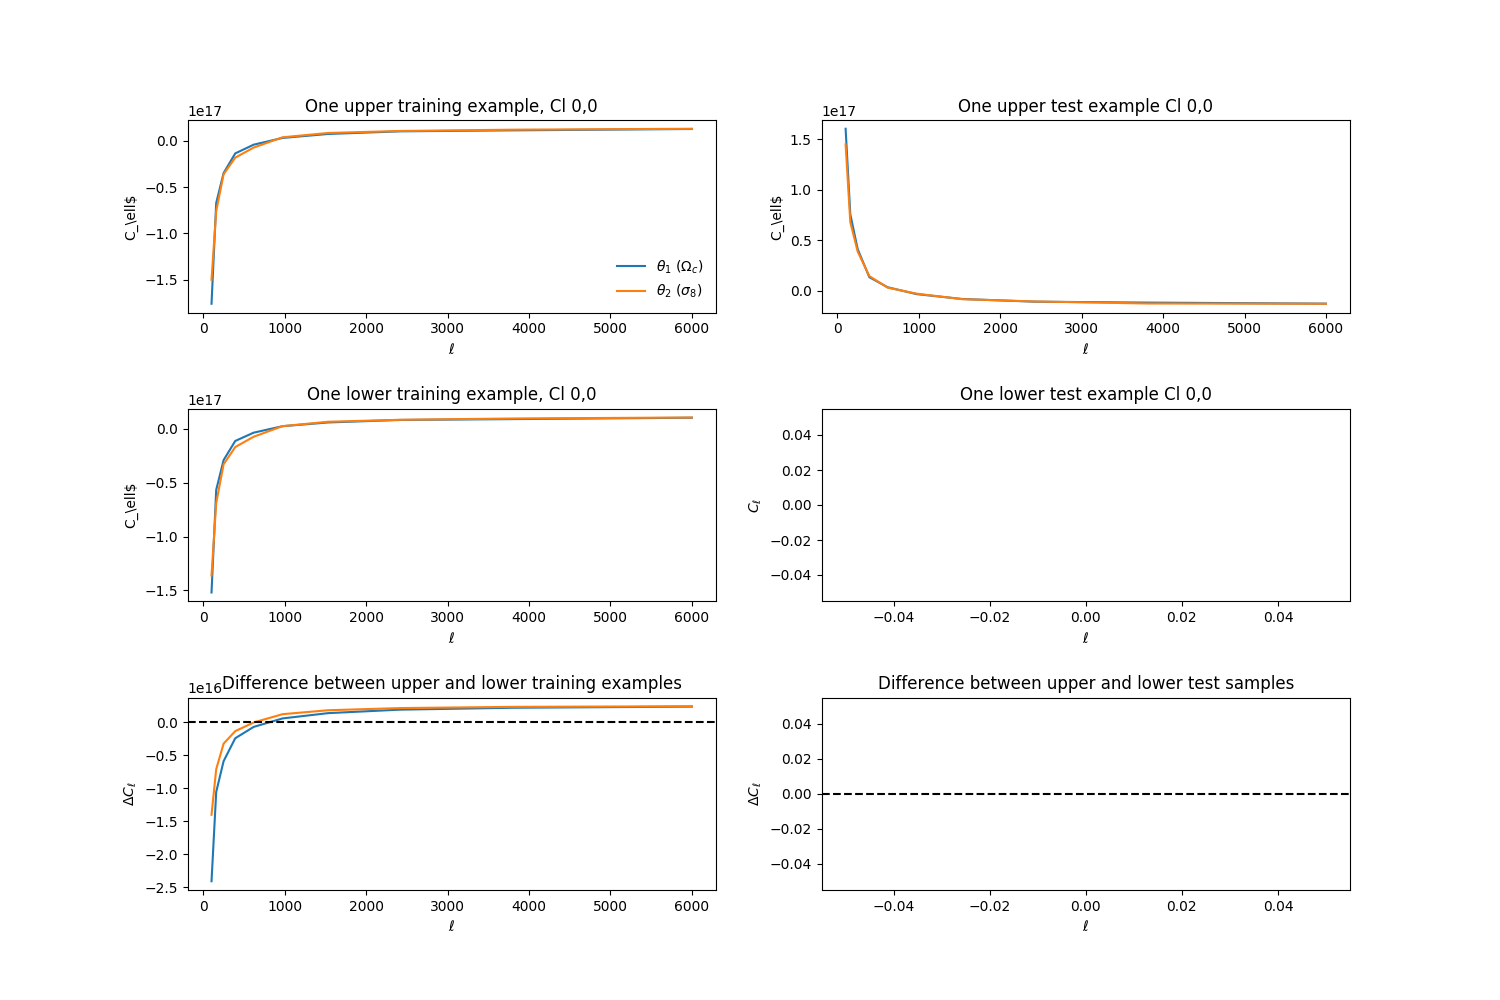 One upper training example, Cl 0,0
1e17
0.0
−0.5
−1.0
−1.5
C_\ell$
θ1 (Ωc)
θ2 (σ8)
0 1000 2000 3000 4000 5000 6000
ℓ
One upper test example Cl 0,0
1e17
1.5
1.0
0.5
0.0
C_\ell$
0 1000 2000 3000 4000 5000 6000
ℓ
One lower training example, Cl 0,0
1e17
0.0
−0.5
−1.0
−1.5
C_\ell$
0 1000 2000 3000 4000 5000 6000
ℓ
One lower test example Cl 0,0
0.04
0.02
0.00
−0.02
−0.04
Cℓ
−0.04 −0.02 0.00 0.02 0.04
ℓ
Difference between upper and lower training examples
1e16
0.0
−0.5
−1.0
−1.5
−2.0
−2.5
ΔCℓ
0 1000 2000 3000 4000 5000 6000
ℓ
Difference between upper and lower test samples
0.04
0.02
0.00
−0.02
−0.04
ΔCℓ
−0.04 −0.02 0.00 0.02 0.04
ℓ